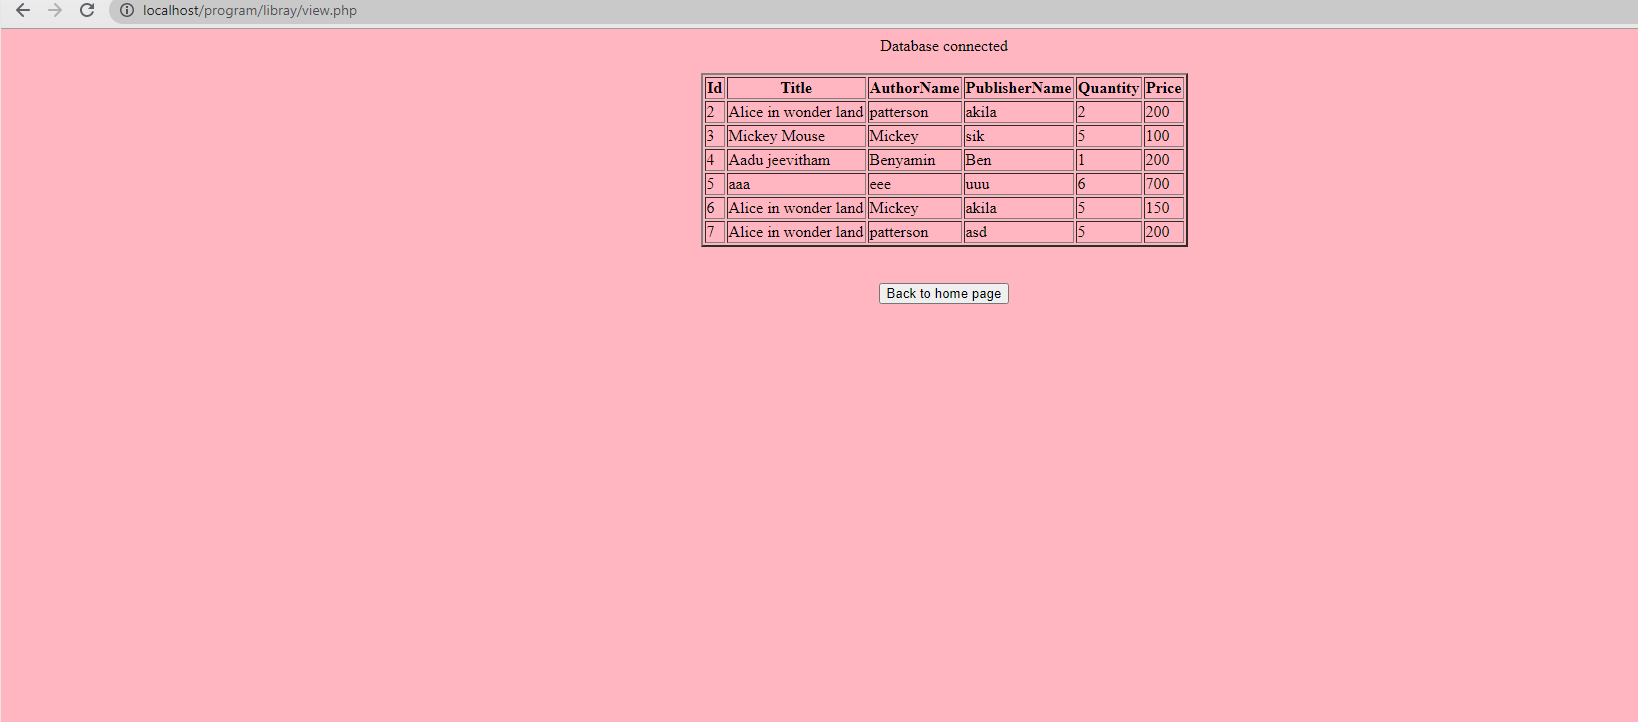 localhost/program/libray/view.php
Database connected
Id Title AuthorName PublisherName Quantity Price
2 Alice in wonder land patterson akila 2 200
3 Mickey Mouse Mickey sik 5 100
4 Aadu jeevitham Benyamin Ben 1 200
5 aaa eee uuu 6 700
6 Alice in wonder land Mickey akila 5 150
7 Alice in wonder land patterson asd 5 200
Back to home page